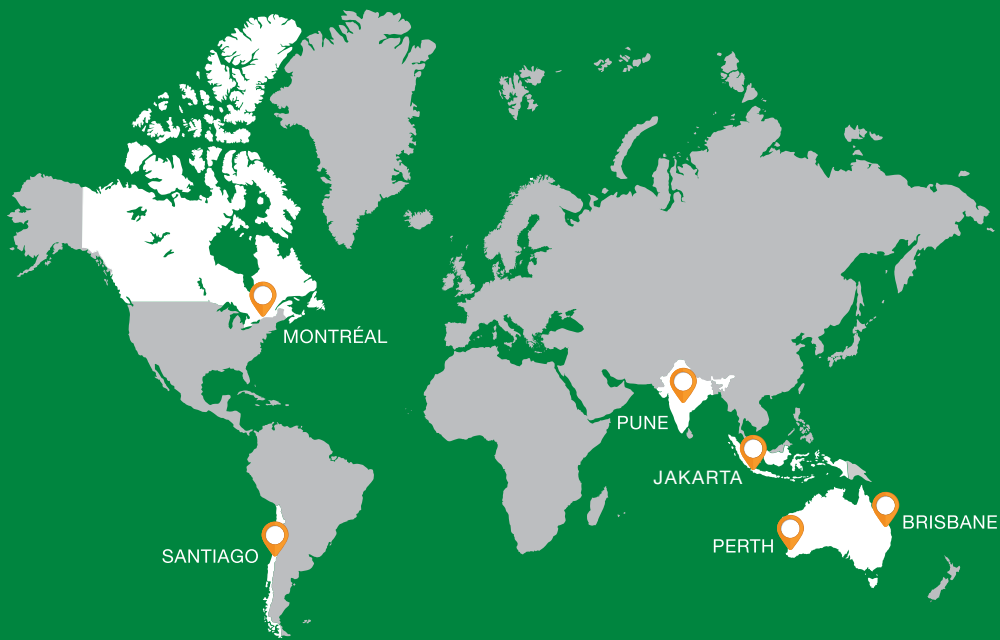 MONTRÉAL
PUNE
JAKARTA
BRISBANE
PERTH
SANTIAGO